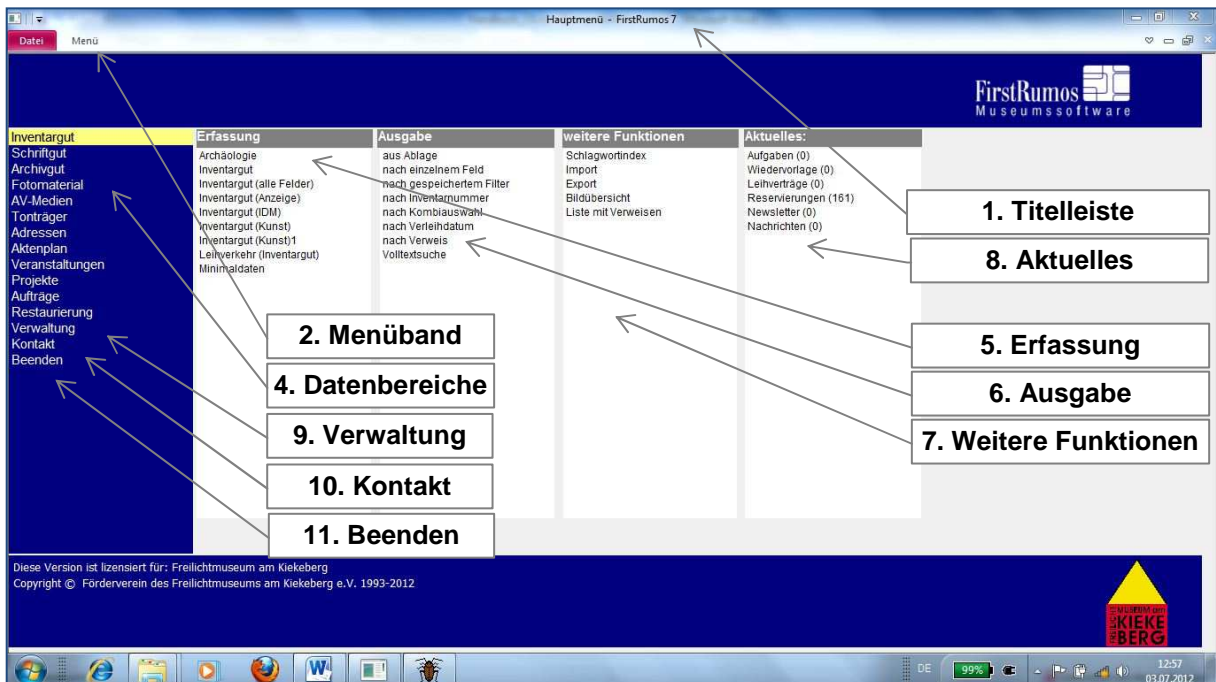 Hauptmenü - FirstRumos 7
Datei Menü
FirstRumos
Museumssoftware
Inventargut
Schriftgut
Archivgut
Fotomaterial
AV-Medien
Tonträger
Adressen
Aktenplan
Veranstaltungen
Projekte
Aufträge
Restaurierung
Verwaltung
Kontakt
Beenden
Erfassung
Archäologie
Inventargut
Inventargut (alle Felder)
Inventargut (Anzeige)
Inventargut (IDM)
Inventargut (Kunst)
Inventargut (Kunst)1
Leihverkehr (Inventargut)
Minimaldaten
Ausgabe
aus Ablage
nach einzelnem Feld
nach gespeichertem Filter
nach Inventarnummer
nach Kombiauswahl
nach Verleihdatum
nach Verweis
Volltextsuche
weitere Funktionen
Schlagwortindex
Import
Export
Bildübersicht
Liste mit Verweisen
Aktuelles:
Aufgaben (0)
Wiedervorlage (0)
Leihverträge (0)
Reservierungen (161)
Newsletter (0)
Nachrichten (0)
1. Titelleiste
8. Aktuelles
2. Menüband
4. Datenbereiche
9. Verwaltung
10. Kontakt
11. Beenden
5. Erfassung
6. Ausgabe
7. Weitere Funktionen
Diese Version ist lizensiert für: Freilichtmuseum am Kiekeberg
Copyright © Förderverein des Freilichtmuseums am Kiekeberg e.V. 1993-2012
FREILICHT
MUSEUM am
KIEKE
BERG
DE 99% 12:57
03.07.2012